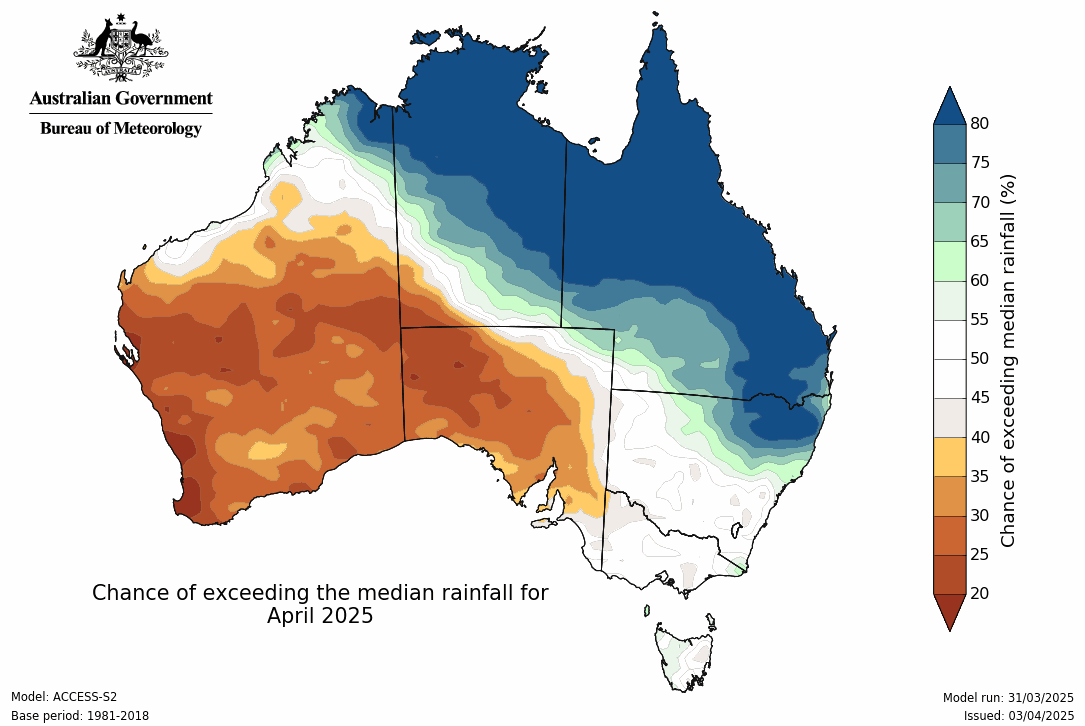 Australian Government
Bureau of Meteorology
80
75
70
65
60
55
50
45
40
35
30
25
20
Chance of exceeding median rainfall (%)
Chance of exceeding the median rainfall for
April 2025
Model: ACCESS-S2
Base period: 1981-2018
Model run: 31/03/2025
Issued: 03/04/2025